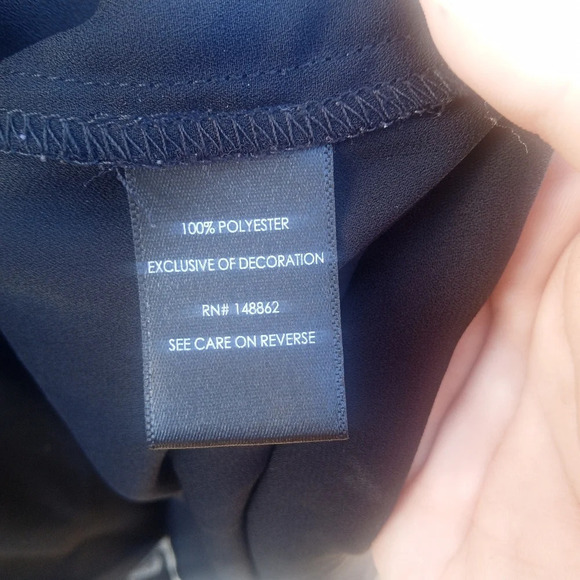 100% POLYESTER
EXCLUSIVE OF DECORATION
RN# 148862
SEE CARE ON REVERSE